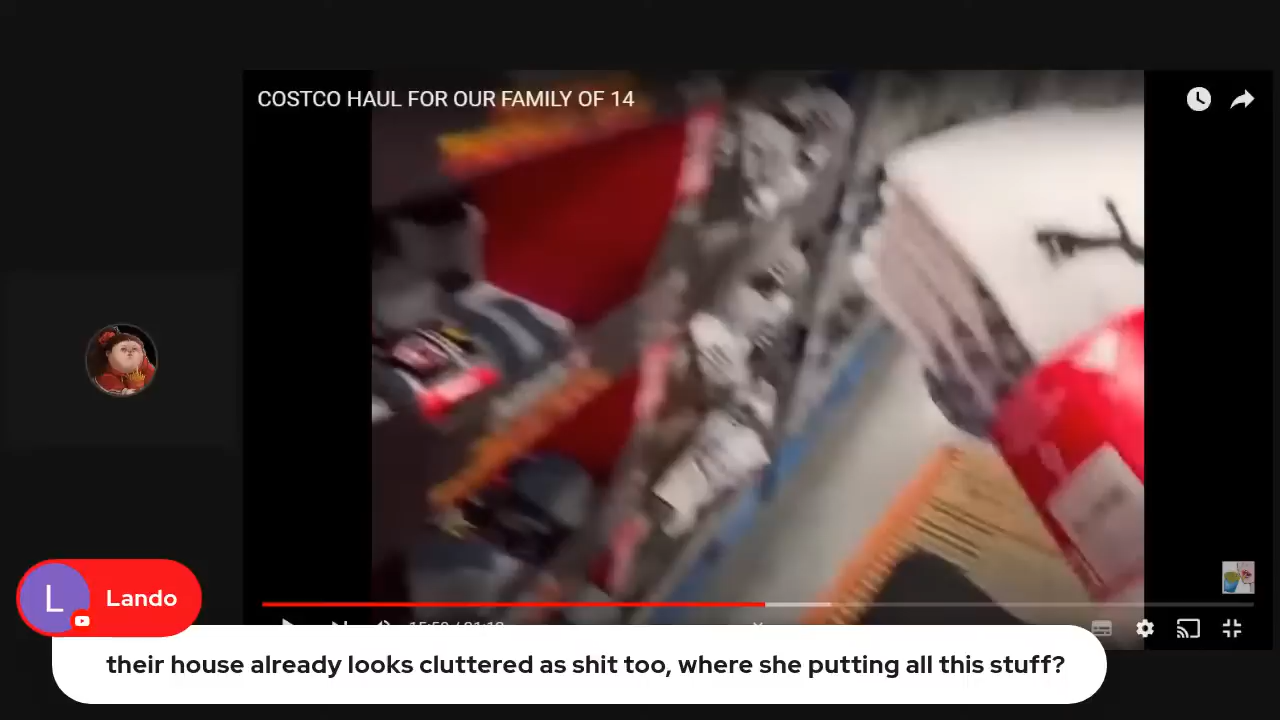 COSTCO HAUL FOR OUR FAMILY OF 14
L
Lando
their house already looks cluttered as shit too, where she putting all this stuff?